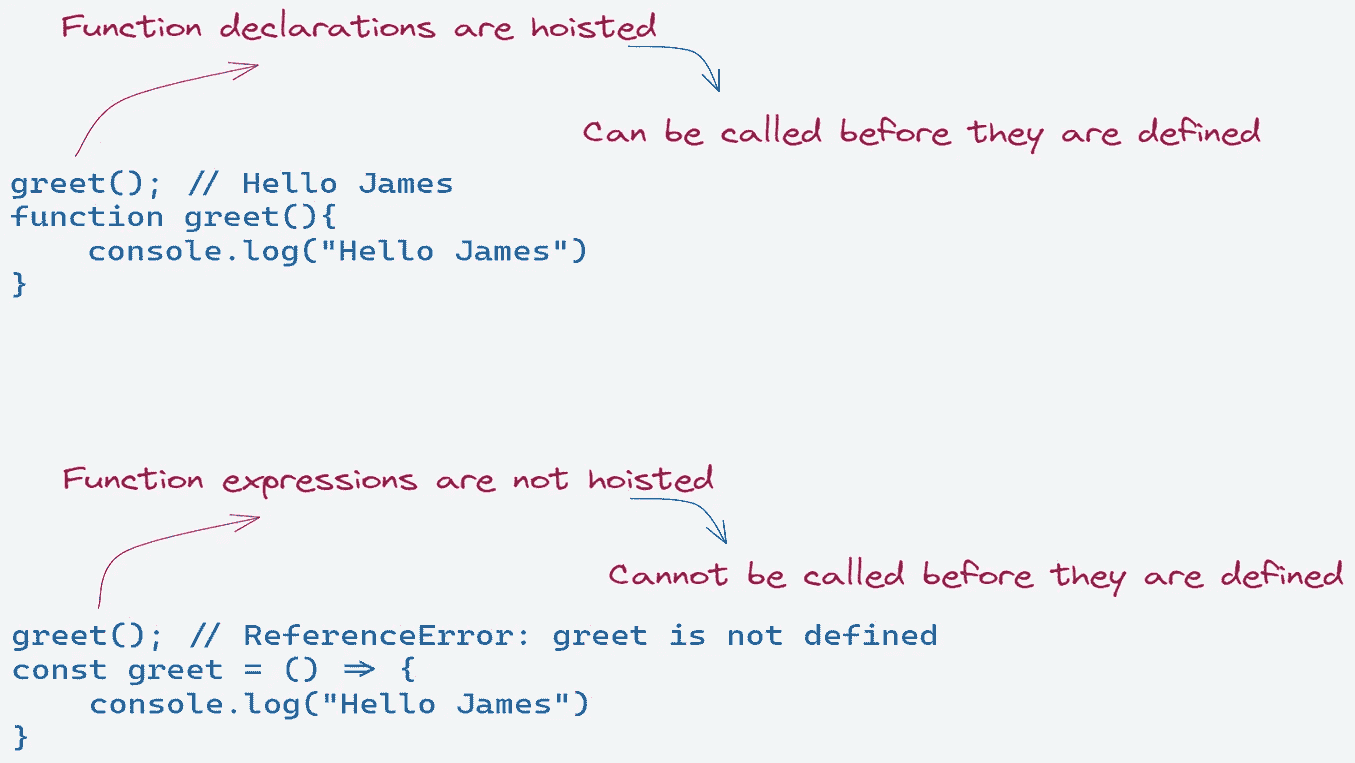 Function declarations are hoisted
Can be called before they are defined
greet(); // Hello James
function greet(){
    console.log("Hello James")
}
Function expressions are not hoisted
Cannot be called before they are defined
greet(); // ReferenceError: greet is not defined
const greet = () => {
    console.log("Hello James")
}